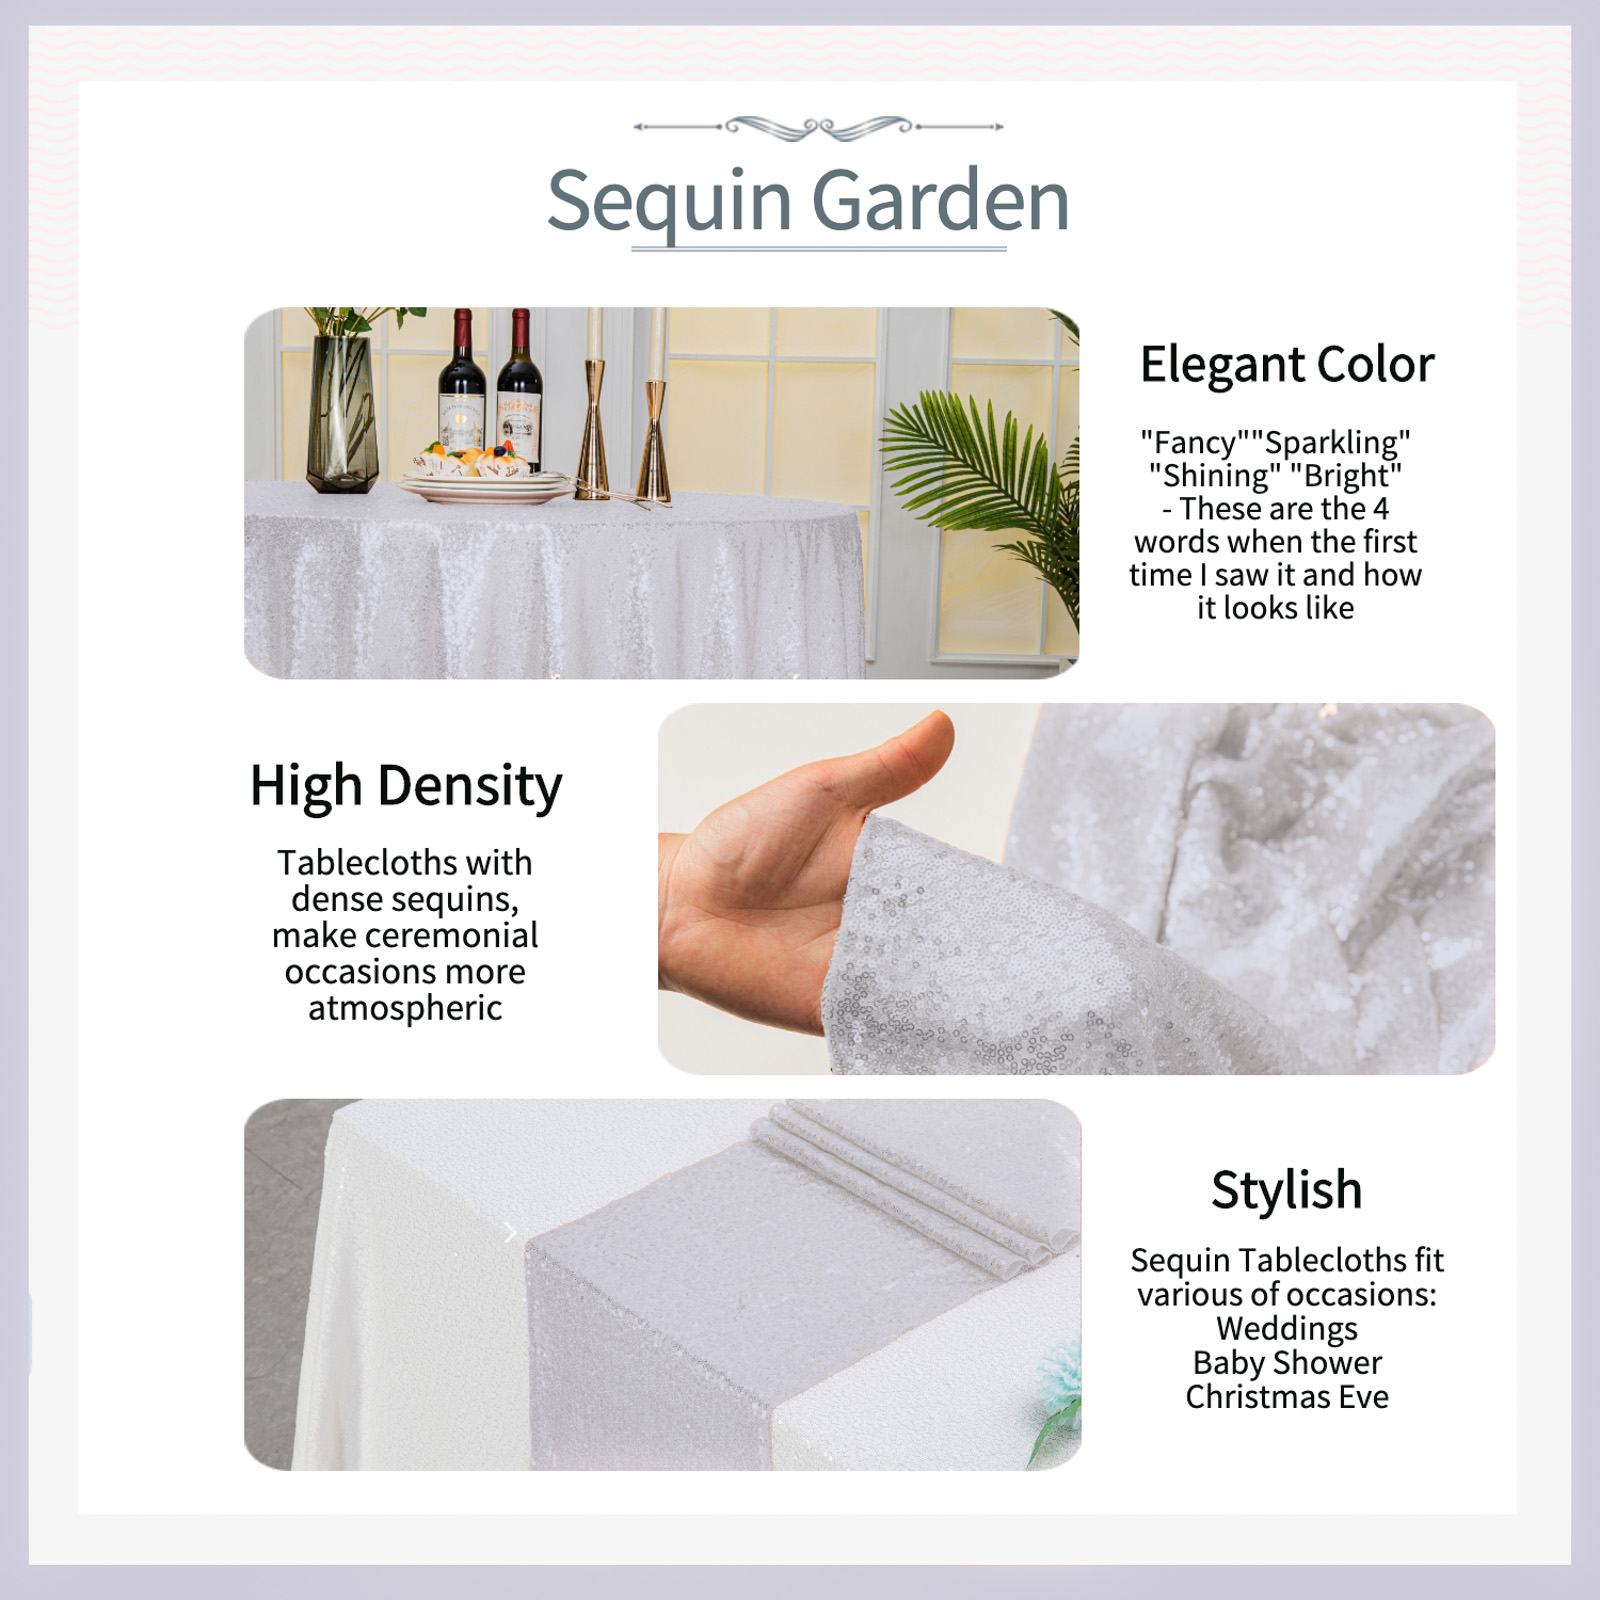 Sequin Garden
Elegant Color
"Fancy""Sparkling"
"Shining" "Bright"
- These are the 4
words when the first
time I saw it and how
it looks like
High Density
Tablecloths with
dense sequins,
make ceremonial
occasions more
atmospheric
Stylish
Sequin Tablecloths fit
various of occasions:
Weddings
Baby Shower
Christmas Eve